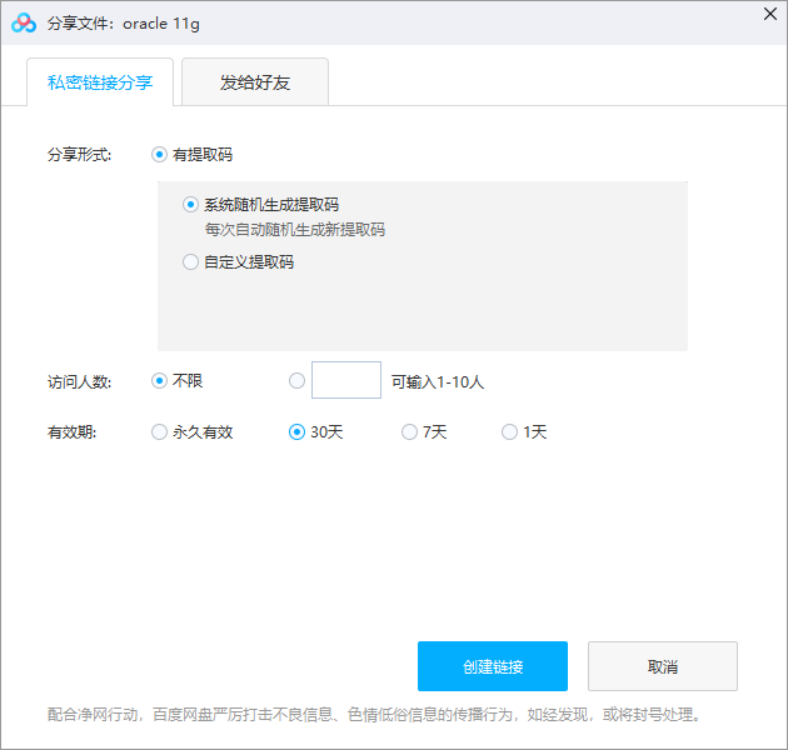 分享文件：oracle 11g
私密链接分享 发给好友
分享形式: 有提取码
系统随机生成提取码
每次自动随机生成新提取码
自定义提取码
访问人数: 不限 可输入1-10人
有效期: 永久有效 30天 7天 1天
创建链接 取消
配合净网行动，百度网盘严厉打击不良信息、色情低俗信息的传播行为，如经发现，或将封号处理。